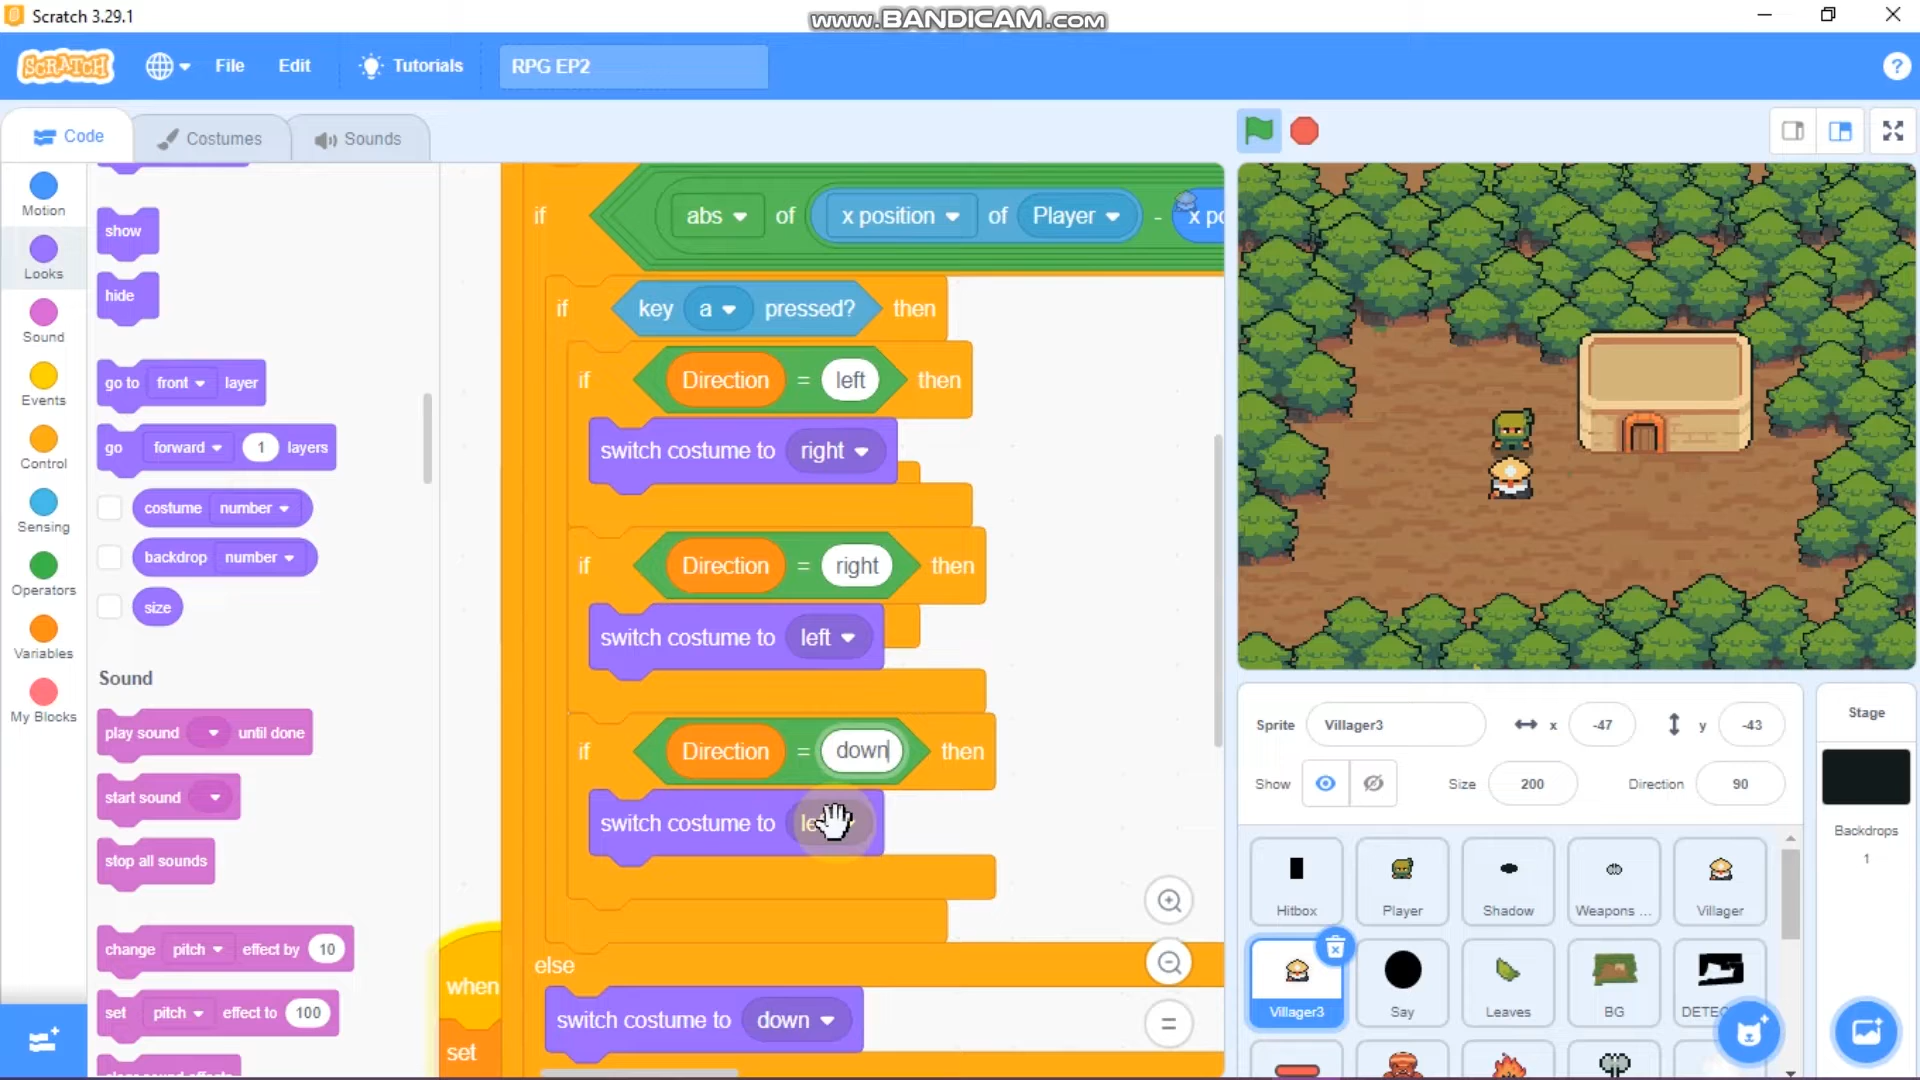 Scratch 3.29.1
www.BANDICAM.com
SCRATCH
File
Edit
Tutorials
RPG EP2
?
Code
Costumes
Sounds
Motion
Looks
Sound
Events
Control
Sensing
Operators
Variables
My Blocks
show
hide
go to front layer
go forward 1 layers
costume number
backdrop number
size
Sound
play sound until done
start sound
stop all sounds
change pitch effect by 10
set pitch effect to 100
if abs of x position of Player -
if key a pressed? then
if Direction = left then
switch costume to right
if Direction = right then
switch costume to left
if Direction = down then
switch costume to
else
switch costume to down
when
set
Sprite Villager3 x -47 y -43
Show Size 200 Direction 90
Hitbox
Player
Shadow
Weapons ...
Villager
Villager3
Say
Leaves
BG
Stage
Backdrops
1